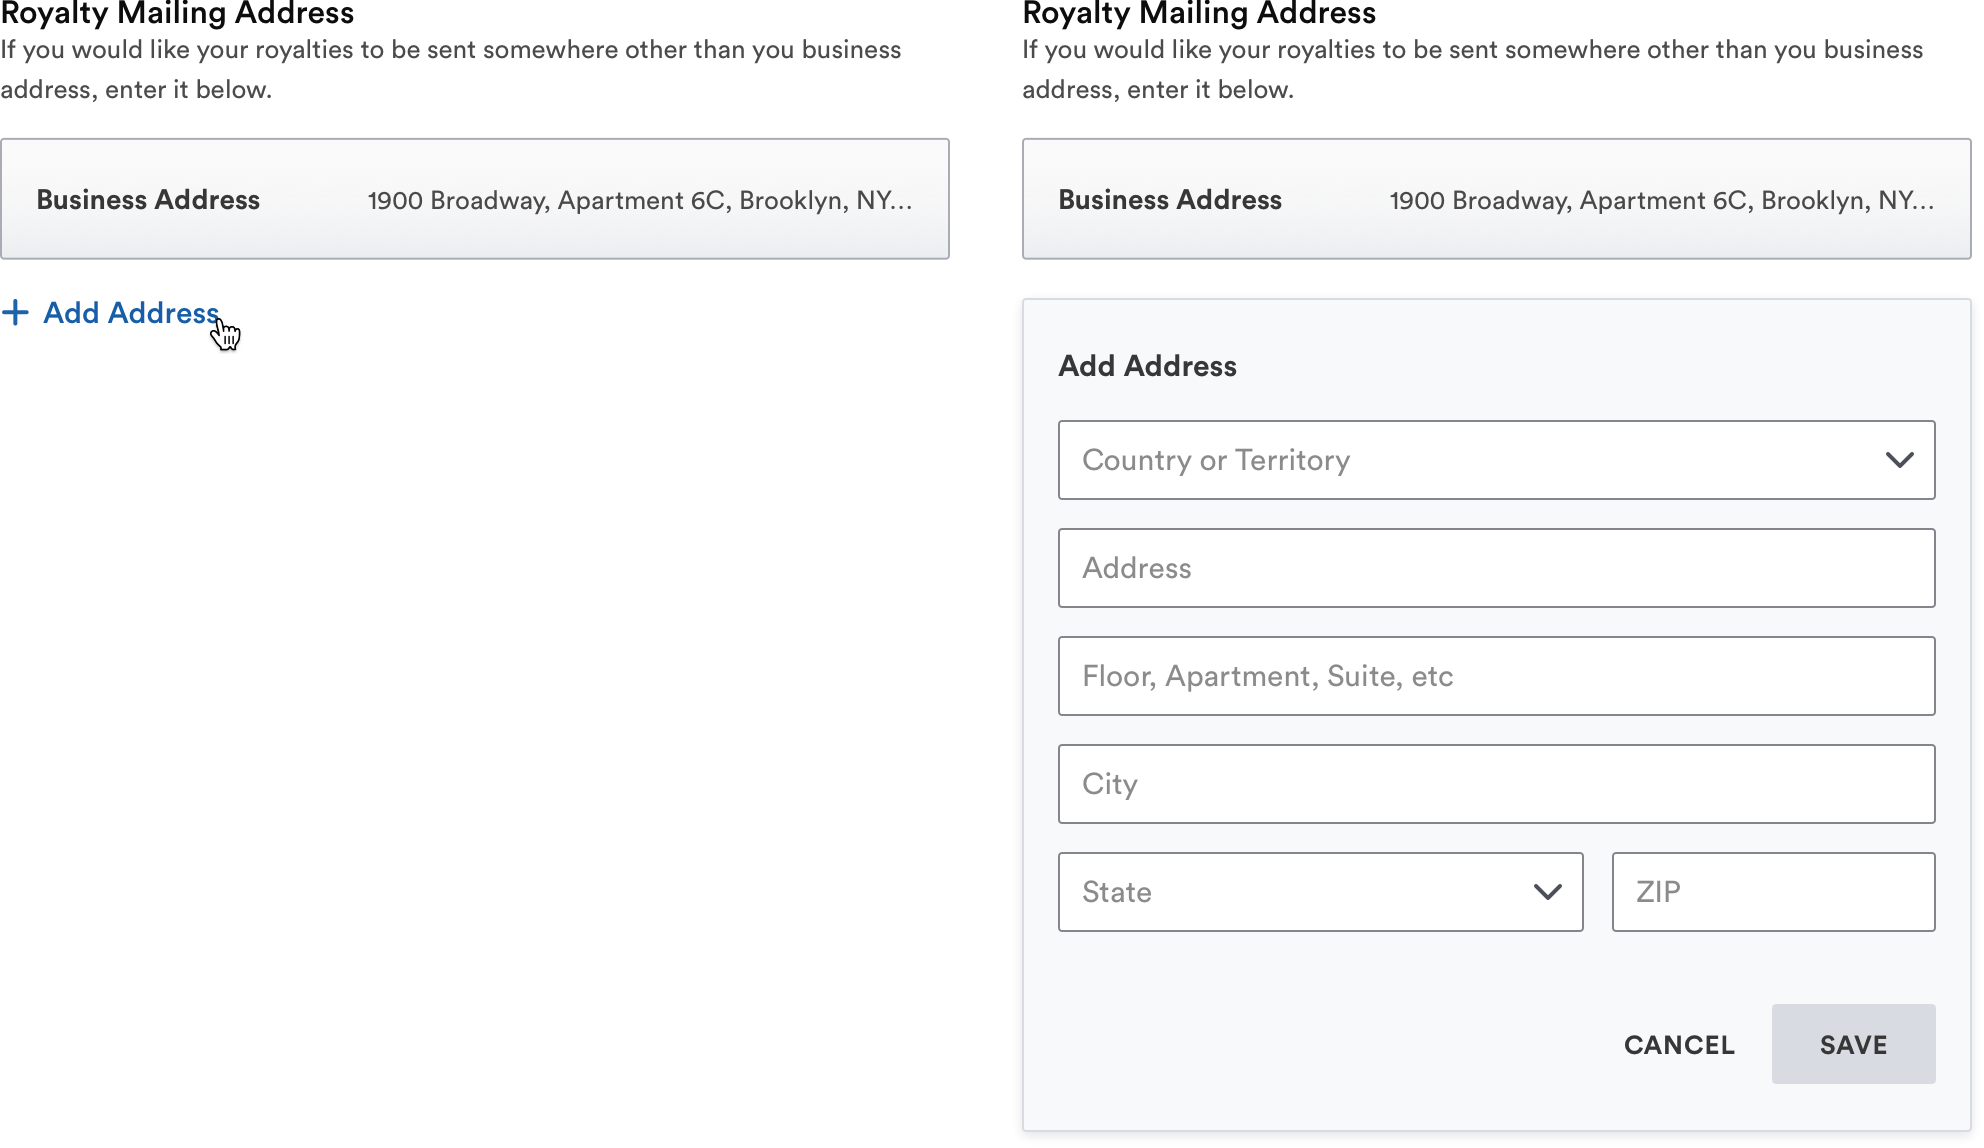 Royalty Mailing Address
If you would like your royalties to be sent somewhere other than you business
address, enter it below.
Business Address
1900 Broadway, Apartment 6C, Brooklyn, NY...
Add Address
Royalty Mailing Address
If you would like your royalties to be sent somewhere other than you business
address, enter it below.
Business Address
1900 Broadway, Apartment 6C, Brooklyn, NY...
Add Address
Country or Territory
Address
Floor, Apartment, Suite, etc
City
State
ZIP
CANCEL
SAVE